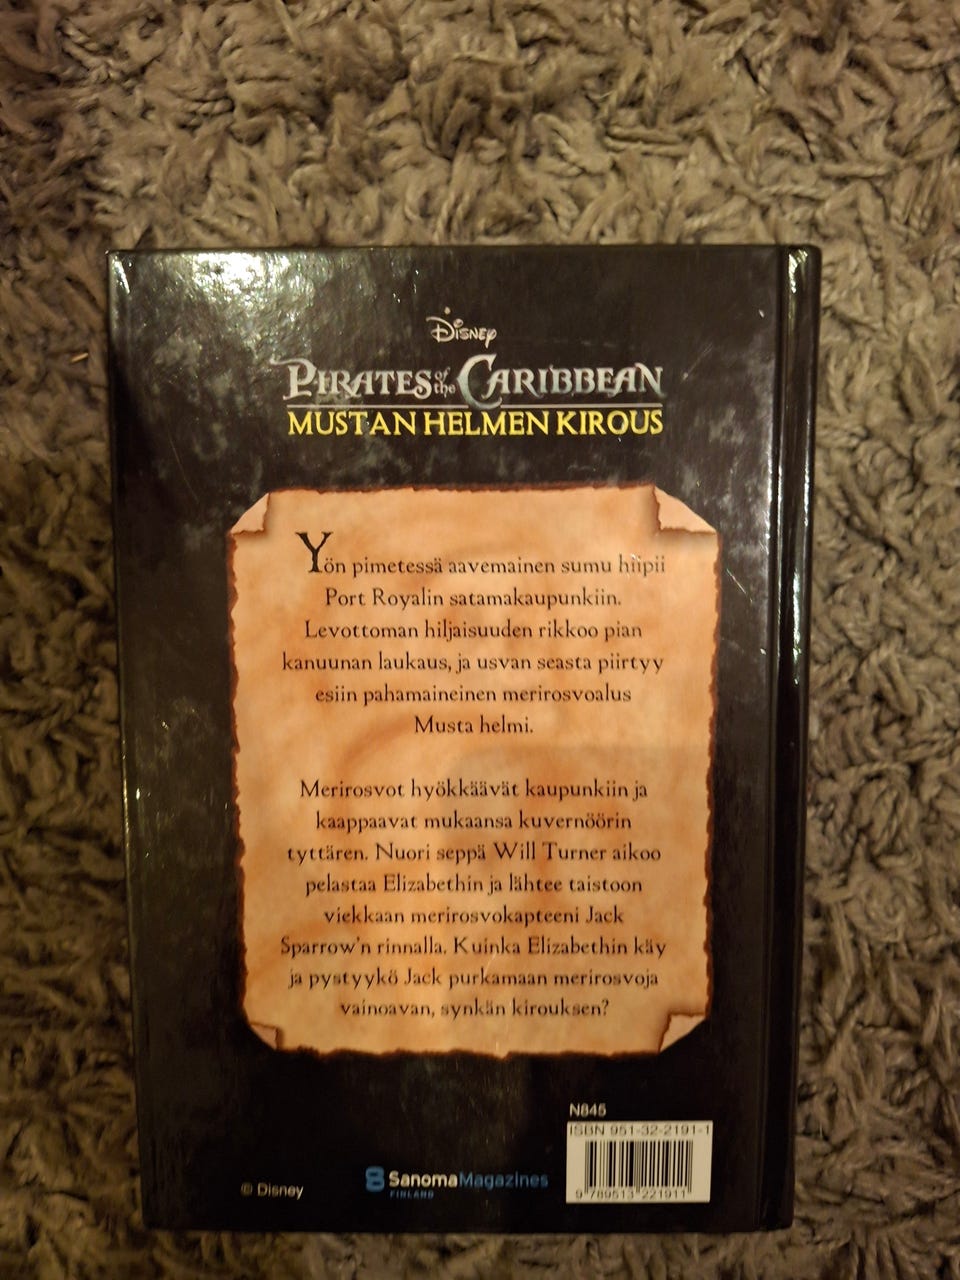 Disney
PIRATES of the CARIBBEAN
MUSTAN HELMEN KIROUS
Yön pimetessä aavemainen sumu hiipii
Port Royalin satamakaupunkiin.
Levottoman hiljaisuuden rikkoo pian
kanuunan laukaus, ja usvan seasta piirtyy
esiin pahamaineinen merirosvoalus
Musta helmi.
Merirosvot hyökkäävät kaupunkiin ja
kaappaavat mukaansa kuvernöörin
tyttären. Nuori seppä Will Turner aikoo
pelastaa Elizabethin ja lähtee taistoon
viekkaan merirosvokapteeni Jack
Sparrow'n rinnalla. Kuinka Elizabethin käy
ja pystyykö Jack purkamaan merirosvoja
vainoavan, synkän kirouksen?
N845
ISBN 951-32-2191-1
9 789513 221911
© Disney
SanomaMagazines
FINLAND